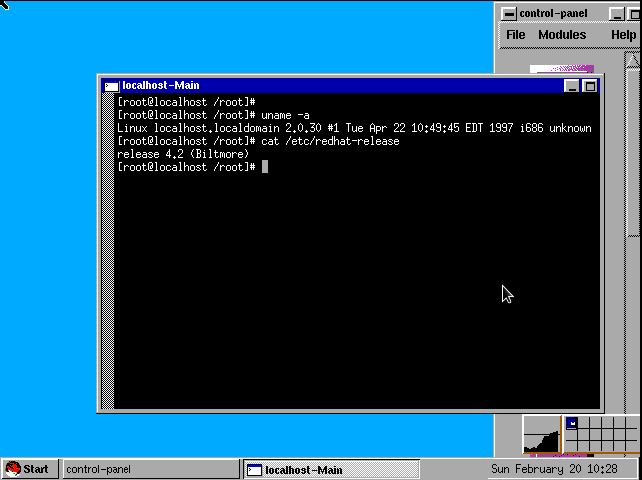 control-panel
File Modules Help
localhost-Main
[root@localhost /root]#
[root@localhost /root]# uname -a
Linux localhost.localdomain 2.0.30 #1 Tue Apr 22 10:49:45 EDT 1997 i686 unknown
[root@localhost /root]# cat /etc/redhat-release
release 4.2 (Biltmore)
[root@localhost /root]#
Start control-panel localhost-Main Sun February 20 10:28